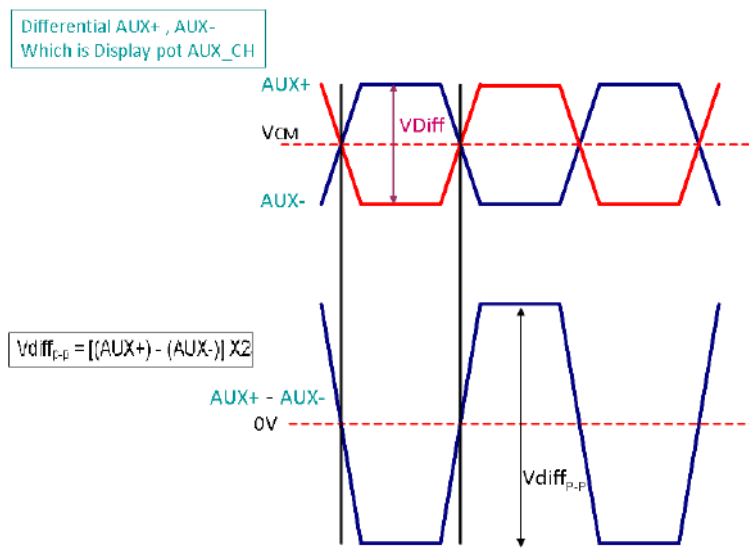 Differential AUX+ , AUX-
Which is Display pot AUX_CH
AUX+
VDiff
VCM
AUX-
Vdiffp-p = [(AUX+) - (AUX-)] X2
AUX+ - AUX-
0V
VdiffP-P